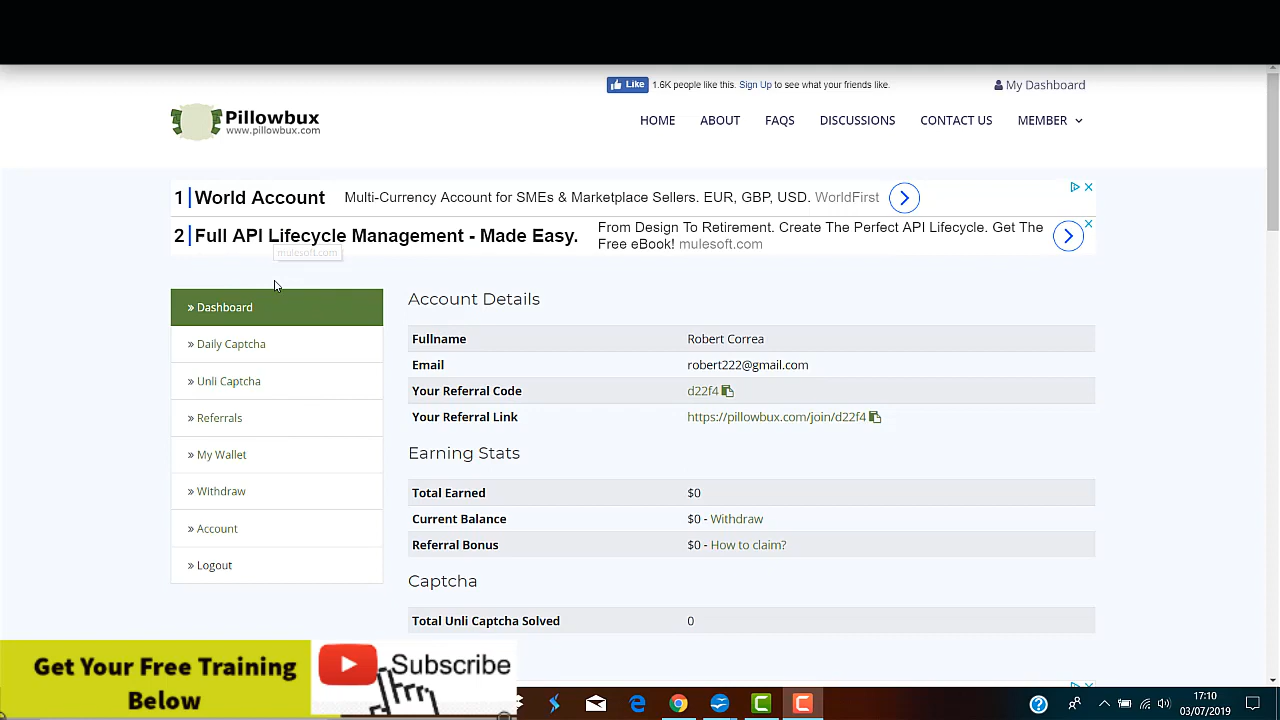 Like 1.6K people like this. Sign Up to see what your friends like.
My Dashboard
Pillowbux
www.pillowbux.com
HOME ABOUT FAQS DISCUSSIONS CONTACT US MEMBER
1 World Account Multi-Currency Account for SMEs & Marketplace Sellers. EUR, GBP, USD. WorldFirst
2 Full API Lifecycle Management - Made Easy. From Design To Retirement. Create The Perfect API Lifecycle. Get The
Free eBook! mulesoft.com
mulesoft.com
» Dashboard
» Daily Captcha
» Unli Captcha
» Referrals
» My Wallet
» Withdraw
» Account
» Logout
Account Details
Fullname Robert Correa
Email robert222@gmail.com
Your Referral Code d22f4
Your Referral Link https://pillowbux.com/join/d22f4
Earning Stats
Total Earned $0
Current Balance $0 - Withdraw
Referral Bonus $0 - How to claim?
Captcha
Total Unli Captcha Solved 0
Get Your Free Training
Below
Subscribe
17:10
03/07/2019